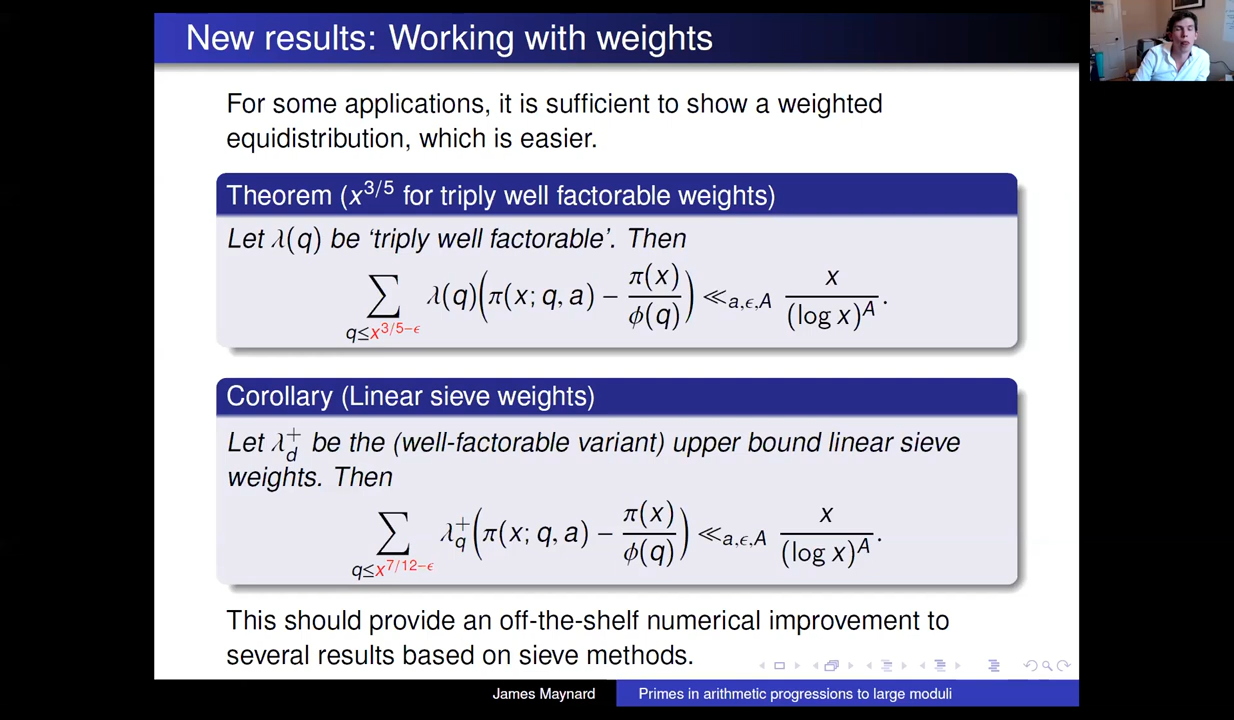 New results: Working with weights
For some applications, it is sufficient to show a weighted
equidistribution, which is easier.
Theorem (x^{3/5} for triply well factorable weights)
Let λ(q) be ‘triply well factorable’. Then
∑_{q≤x^{3/5−ϵ}} λ(q)(π(x; q, a) − π(x)/ϕ(q)) ≪_{a,ϵ,A} x/(log x)^A.
Corollary (Linear sieve weights)
Let λ_d^+ be the (well-factorable variant) upper bound linear sieve
weights. Then
∑_{q≤x^{7/12−ϵ}} λ_q^+(π(x; q, a) − π(x)/ϕ(q)) ≪_{a,ϵ,A} x/(log x)^A.
This should provide an off-the-shelf numerical improvement to
several results based on sieve methods.
James Maynard Primes in arithmetic progressions to large moduli